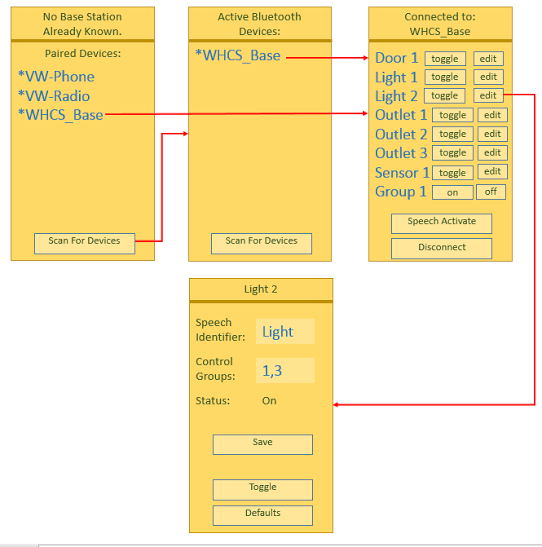 No Base Station
Already Known.
Paired Devices:
*VW-Phone
*VW-Radio
*WHCS_Base
Scan For Devices
Active Bluetooth
Devices:
*WHCS_Base
Scan For Devices
Connected to:
WHCS_Base
Door 1 toggle edit
Light 1 toggle edit
Light 2 toggle edit
Outlet 1 toggle edit
Outlet 2 toggle edit
Outlet 3 toggle edit
Sensor 1 toggle edit
Group 1 on off
Speech Activate
Disconnect
Light 2
Speech
Identifier: Light
Control
Groups: 1,3
Status: On
Save
Toggle
Defaults